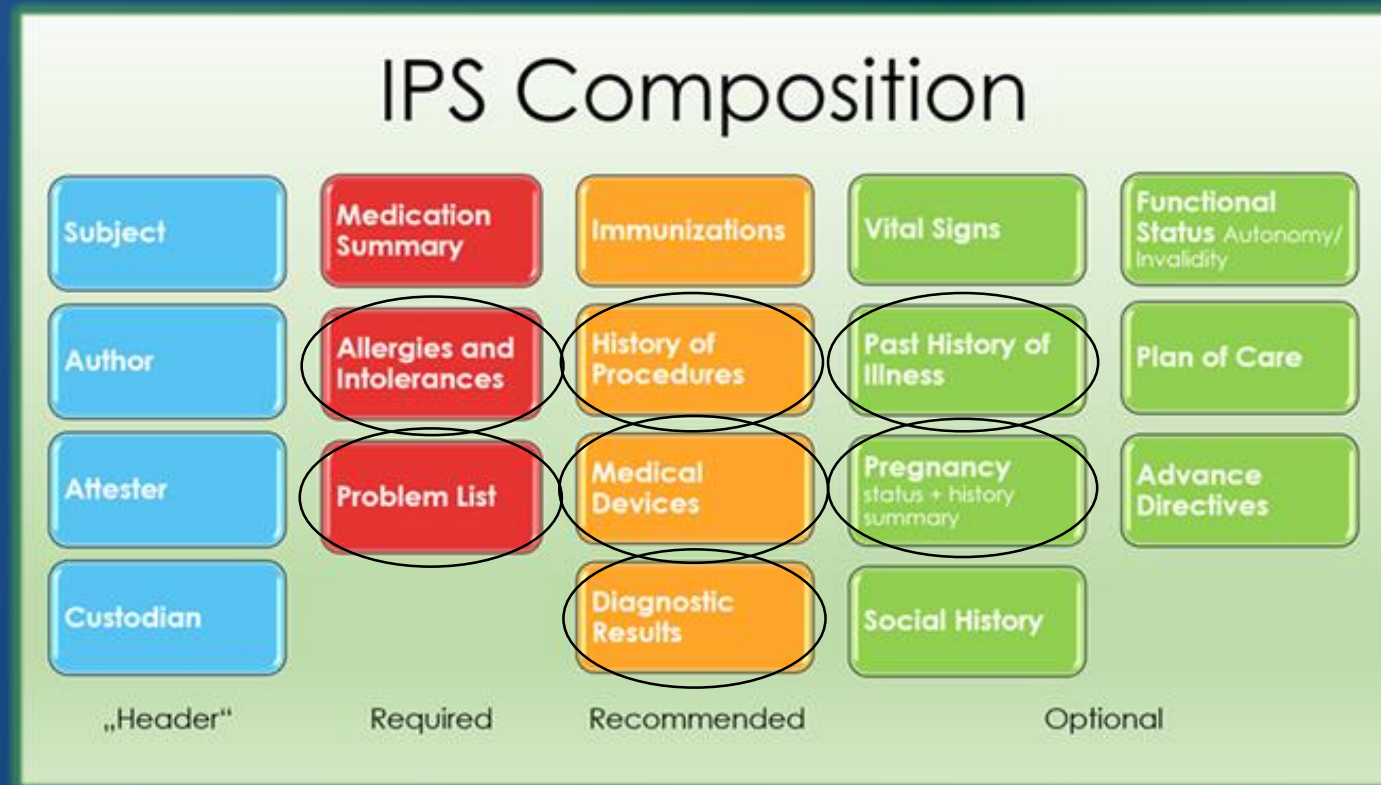 IPS Composition
Subject
Author
Attester
Custodian
„Header“
Medication
Summary
Allergies and
Intolerances
Problem List
Required
Immunizations
History of
Procedures
Medical
Devices
Diagnostic
Results
Recommended
Vital Signs
Past History of
Illness
Pregnancy
status + history
summary
Social History
Functional
Status Autonomy/
Invalidity
Plan of Care
Advance
Directives
Optional